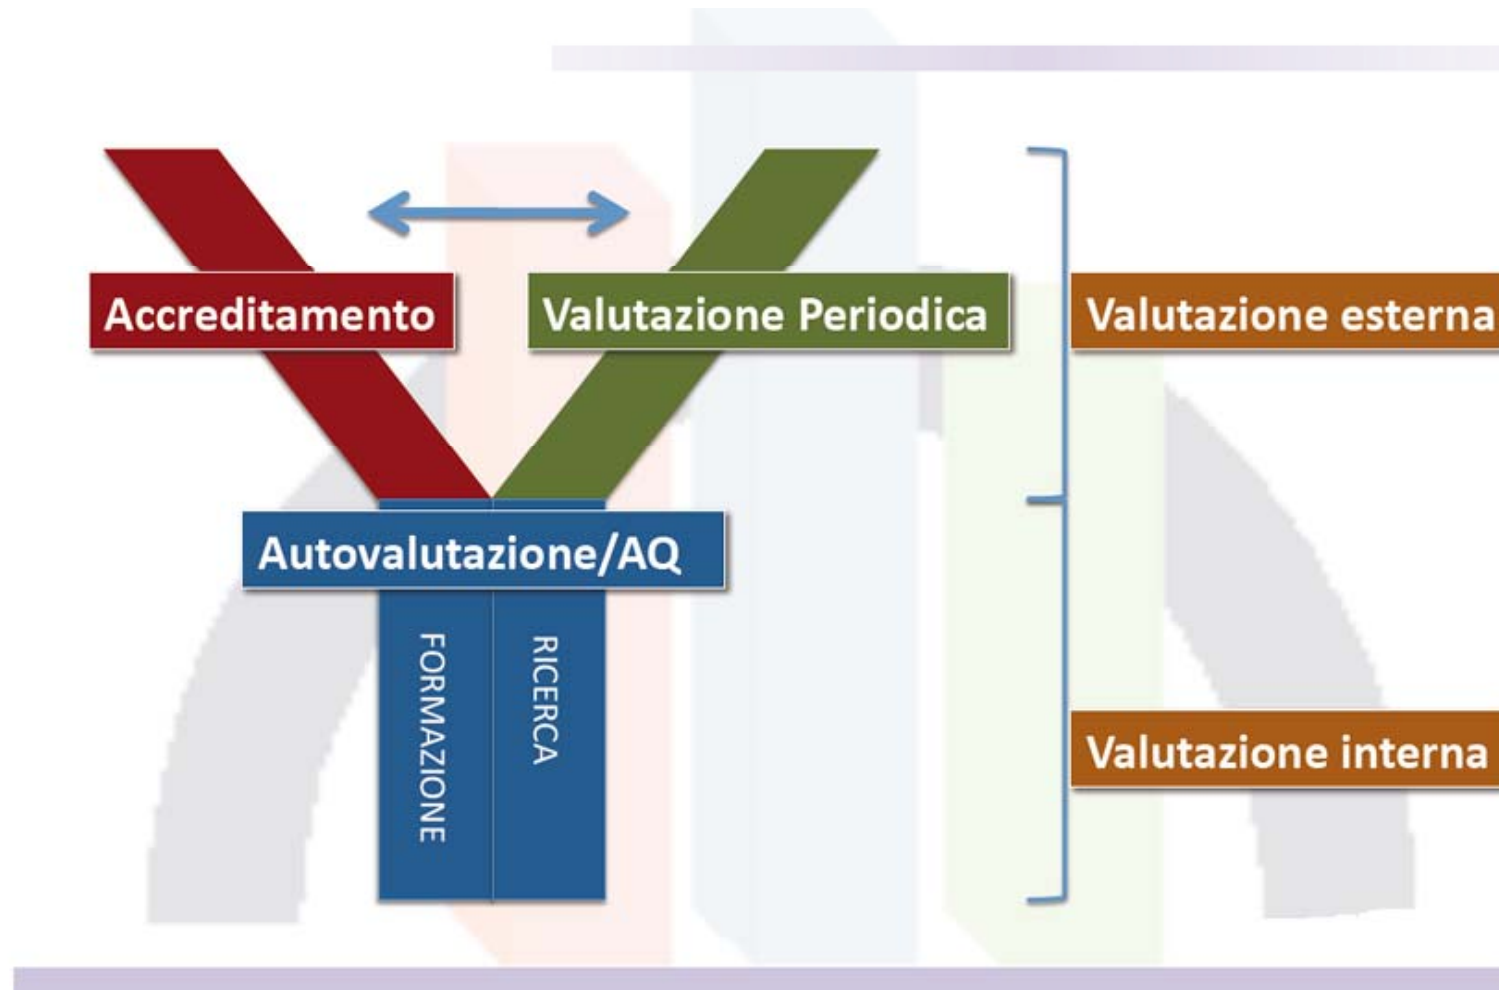 Accreditamento
Valutazione Periodica
Valutazione esterna
Autovalutazione/AQ
FORMAZIONE
RICERCA
Valutazione interna